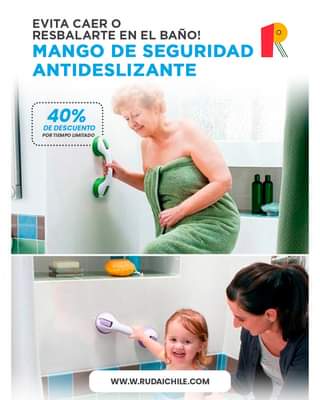 EVITA CAER O
RESBALARTE EN EL BAÑO!
MANGO DE SEGURIDAD
ANTIDESLIZANTE
40%
DE DESCUENTO
POR TIEMPO LIMITADO
WWW.RUDAICHILE.COM